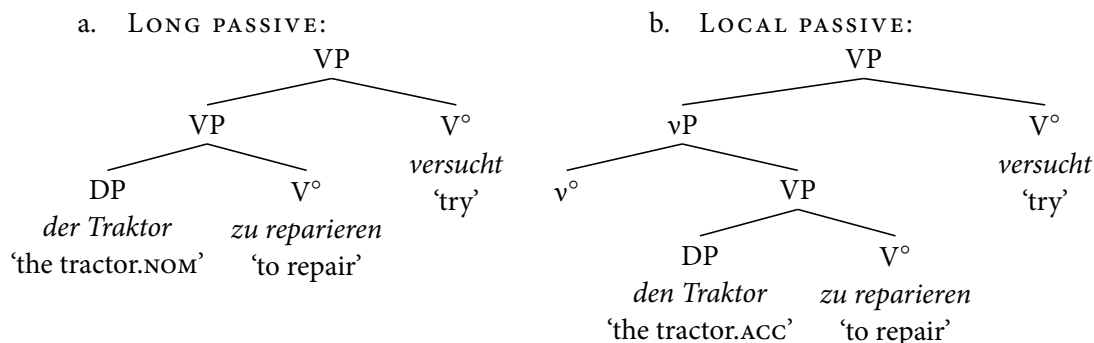 a. LONG PASSIVE:
VP
VP V°
versucht
'try'
DP V°
der Traktor zu reparieren
'the tractor.NOM' 'to repair'
b. LOCAL PASSIVE:
VP
vP V°
versucht
'try'
v° VP
DP V°
den Traktor zu reparieren
'the tractor.ACC' 'to repair'